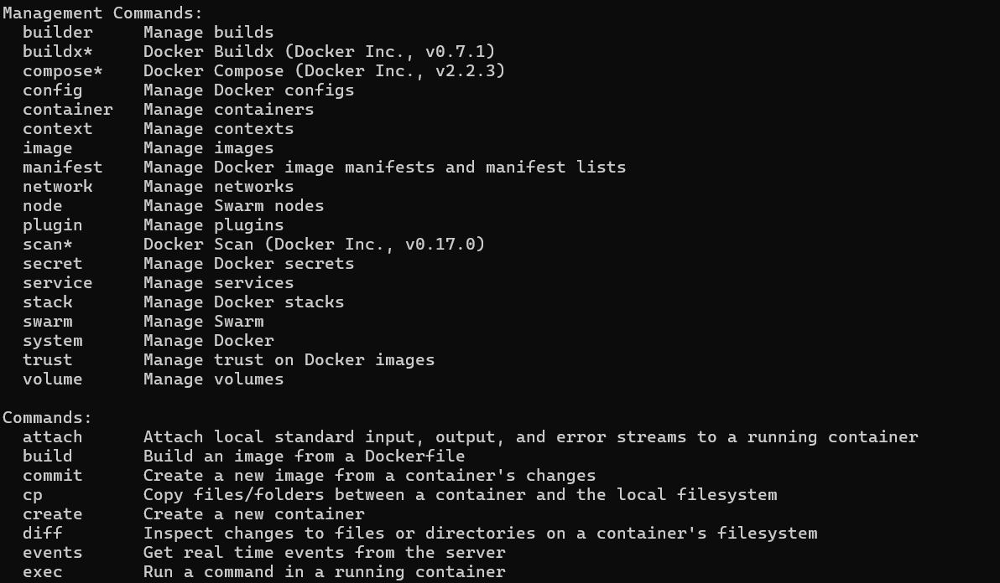 Management Commands:
  builder     Manage builds
  buildx*     Docker Buildx (Docker Inc., v0.7.1)
  compose*    Docker Compose (Docker Inc., v2.2.3)
  config      Manage Docker configs
  container   Manage containers
  context     Manage contexts
  image       Manage images
  manifest    Manage Docker image manifests and manifest lists
  network     Manage networks
  node        Manage Swarm nodes
  plugin      Manage plugins
  scan*       Docker Scan (Docker Inc., v0.17.0)
  secret      Manage Docker secrets
  service     Manage services
  stack       Manage Docker stacks
  swarm       Manage Swarm
  system      Manage Docker
  trust       Manage trust on Docker images
  volume      Manage volumes

Commands:
  attach      Attach local standard input, output, and error streams to a running container
  build       Build an image from a Dockerfile
  commit      Create a new image from a container's changes
  cp          Copy files/folders between a container and the local filesystem
  create      Create a new container
  diff        Inspect changes to files or directories on a container's filesystem
  events      Get real time events from the server
  exec        Run a command in a running container